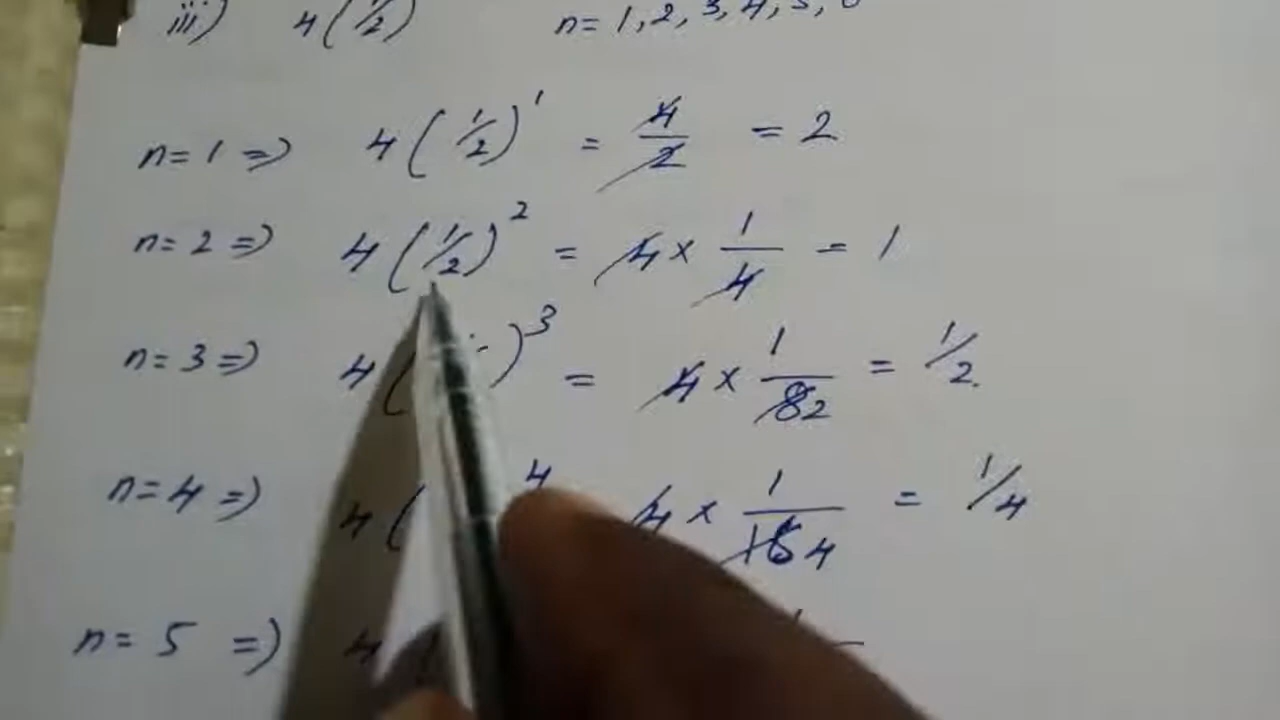 iii) 4(1/2) n=1,2,3,4,5,6
n=1 => 4(1/2)^1 = 4/2 = 2
n=2 => 4(1/2)^2 = 4 × 1/4 = 1
n=3 => 4( )^3 = 4 × 1/82 = 1/2.
n=4 => 4( 4 4 × 1/16 4 = 1/4
n=5 => 4 1